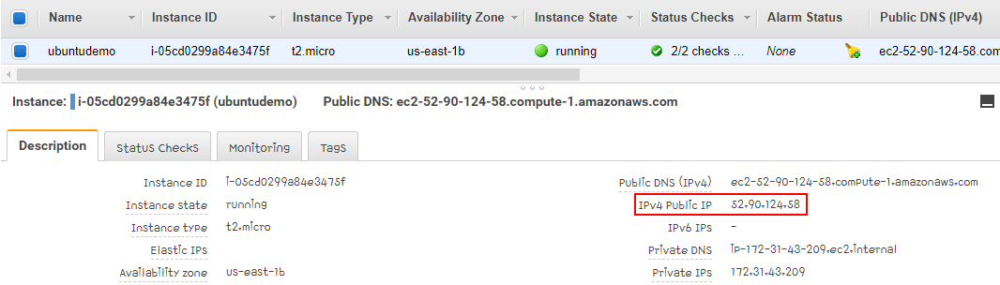 Name Instance ID Instance Type Availability Zone Instance State Status Checks Alarm Status Public DNS (IPv4)
ubuntudemo i-05cd0299a84e3475f t2.micro us-east-1b running 2/2 checks ... None ec2-52-90-124-58.co
Instance: i-05cd0299a84e3475f (ubuntudemo) Public DNS: ec2-52-90-124-58.compute-1.amazonaws.com
Description Status Checks Monitoring Tags
Instance ID i-05cd0299a84e3475f Public DNS (IPv4) ec2-52-90-124-58.compute-1.amazonaws.com
Instance state running IPv4 Public IP 52.90.124.58
Instance type t2.micro IPv6 IPs -
Elastic IPs Private DNS ip-172-31-43-209.ec2.internal
Availability zone us-east-1b Private IPs 172.31.43.209